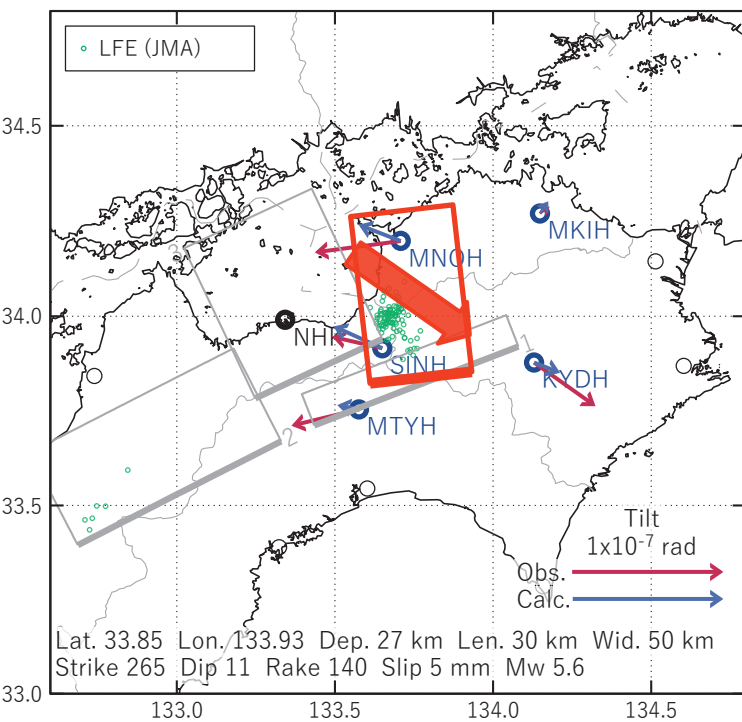 LFE (JMA)
34.5
MKIH
MNOH
3
34.0
NHI
SINH
1
KYDH
2
MTYH
33.5
Tilt
1x10-7 rad
Obs.
Calc.
Lat. 33.85 Lon. 133.93 Dep. 27 km Len. 30 km Wid. 50 km
Strike 265 Dip 11 Rake 140 Slip 5 mm Mw 5.6
33.0
133.0 133.5 134.0 134.5